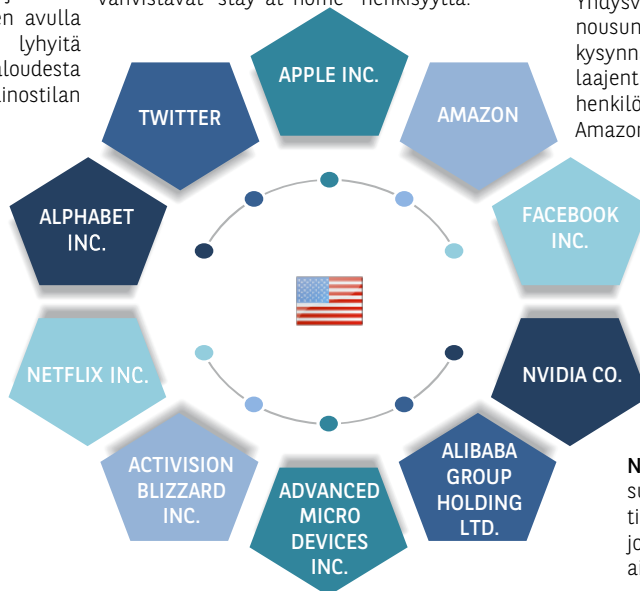 en avulla
lyhyitä
aloudesta
vahvistavat "stay at home" henkisyyttä.
nousun
kysynn
laajent
henkilö
Amazon
APPLE INC.
TWITTER
AMAZON
ALPHABET
INC.
FACEBOOK
INC.
NETFLIX INC.
NVIDIA CO.
ACTIVISION
BLIZZARD
INC.
ADVANCED
MICRO
DEVICES
INC.
ALIBABA
GROUP
HOLDING
LTD.
N
su
ti
jo